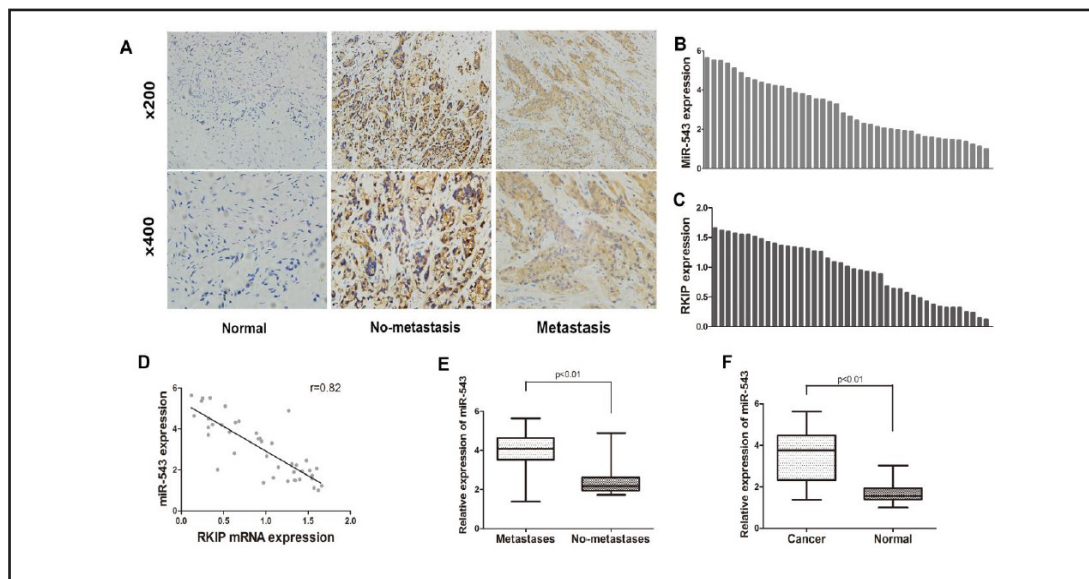 A
x200
x400
Normal
No-metastasis
Metastasis
B
MiR-543 expression
6
4
2
0
C
RKIP expression
2.0
1.5
1.0
0.5
0.0
D
r=0.82
miR-543 expression
6
4
2
0
0.0 0.5 1.0 1.5 2.0
RKIP mRNA expression
E
p<0.01
Relative expression of miR-543
6
4
2
0
Metastases No-metastases
F
p<0.01
Relative expression of miR-543
6
4
2
0
Cancer Normal